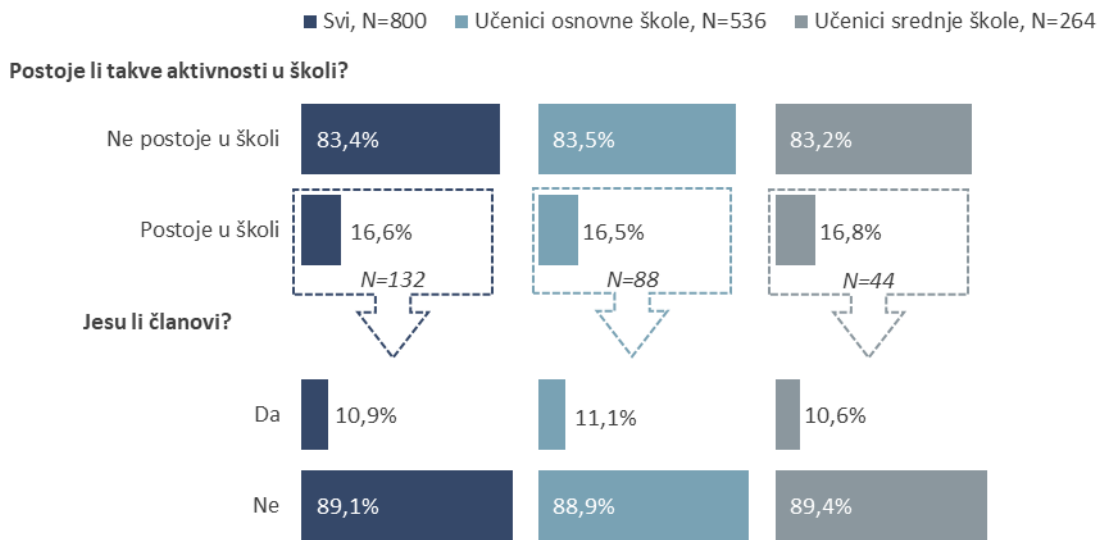 Svi, N=800 Učenici osnovne škole, N=536 Učenici srednje škole, N=264
Postoje li takve aktivnosti u školi?
Ne postoje u školi 83,4% 83,5% 83,2%
Postoje u školi 16,6% 16,5% 16,8%
N=132 N=88 N=44
Jesu li članovi?
Da 10,9% 11,1% 10,6%
Ne 89,1% 88,9% 89,4%